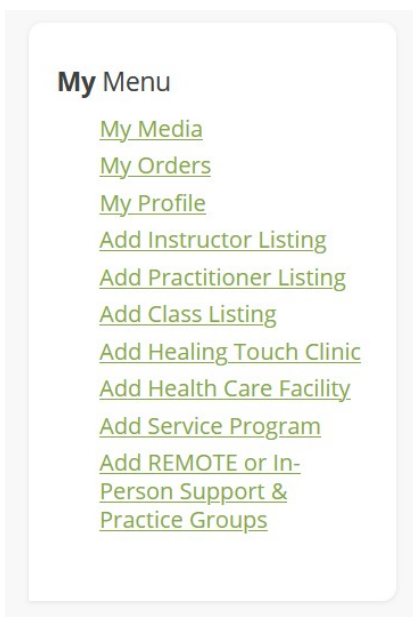 My Menu
My Media
My Orders
My Profile
Add Instructor Listing
Add Practitioner Listing
Add Class Listing
Add Healing Touch Clinic
Add Health Care Facility
Add Service Program
Add REMOTE or In-
Person Support &
Practice Groups